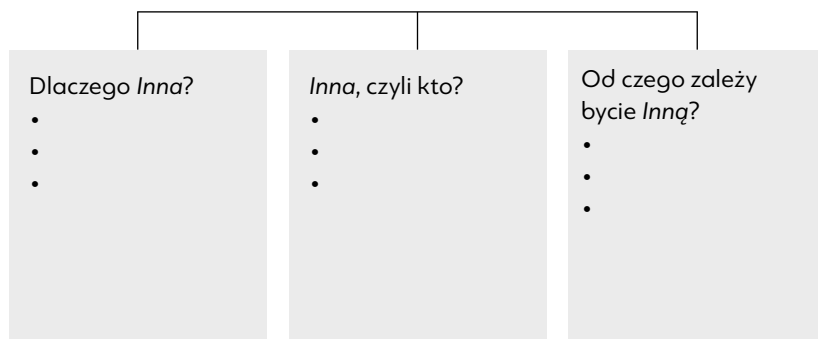 Dlaczego Inna?
•
•
•
Inna, czyli kto?
•
•
•
Od czego zależy
bycie Inną?
•
•
•